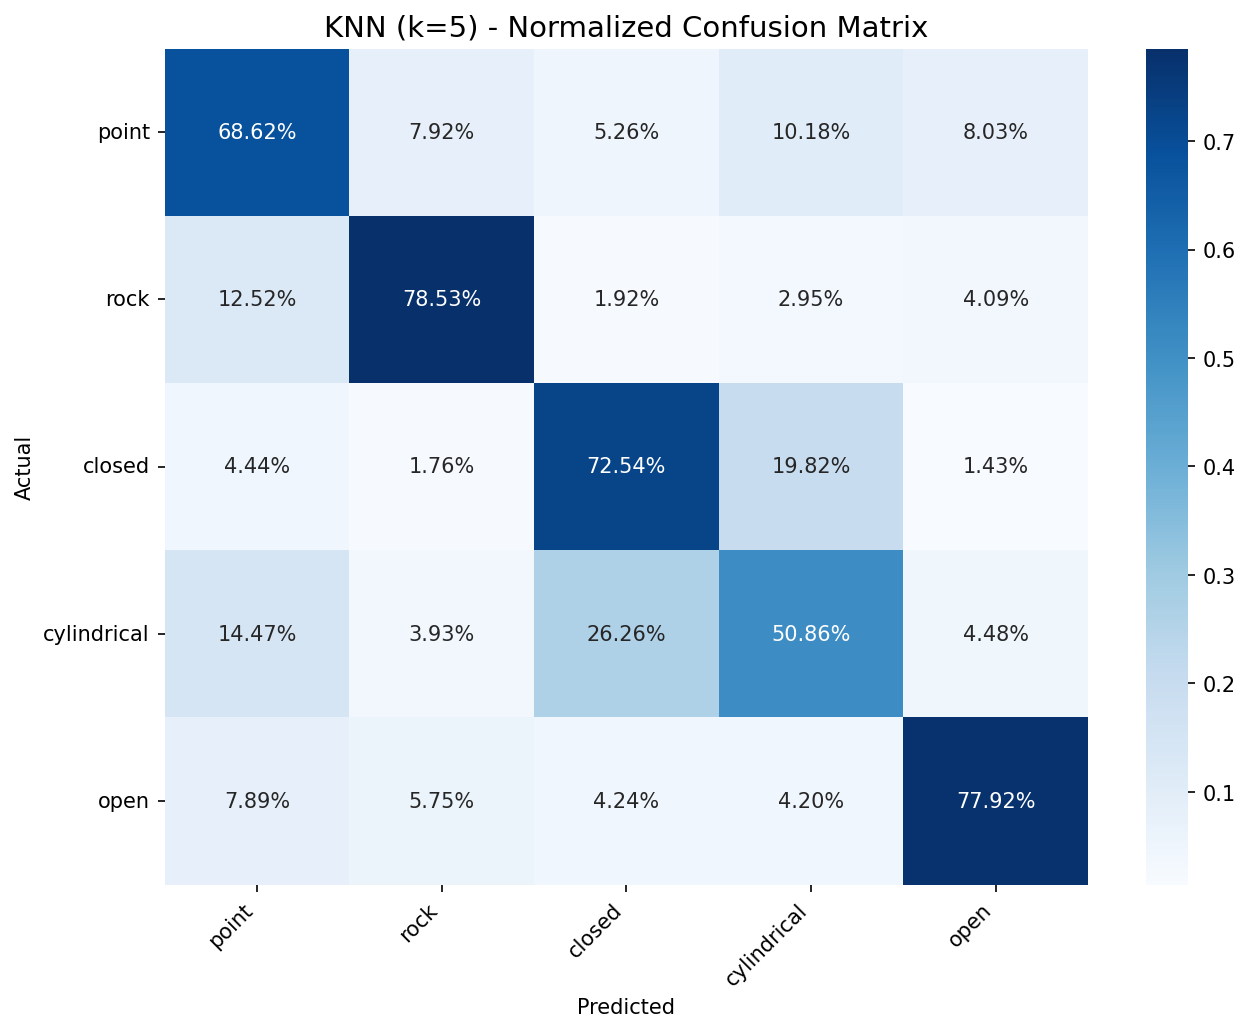 KNN (k=5) - Normalized Confusion Matrix
Actual
point 68.62% 7.92% 5.26% 10.18% 8.03%
rock 12.52% 78.53% 1.92% 2.95% 4.09%
closed 4.44% 1.76% 72.54% 19.82% 1.43%
cylindrical 14.47% 3.93% 26.26% 50.86% 4.48%
open 7.89% 5.75% 4.24% 4.20% 77.92%
point rock closed cylindrical open
Predicted
0.7
0.6
0.5
0.4
0.3
0.2
0.1